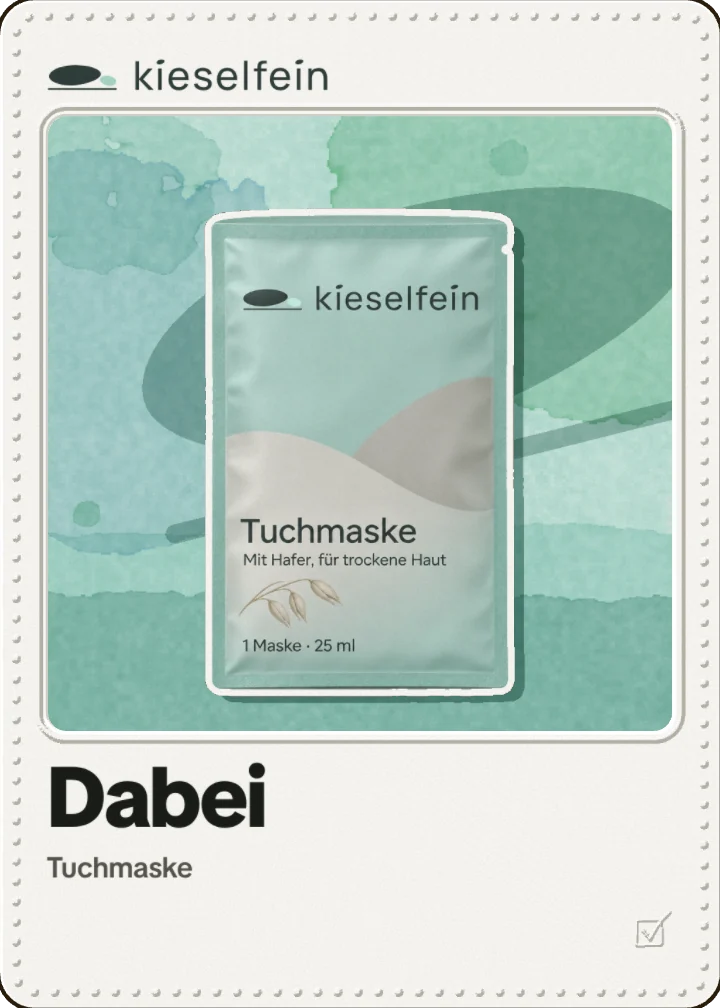 kieselfein
kieselfein
Tuchmaske
Mit Hafer, für trockene Haut
1 Maske · 25 ml
Dabei
Tuchmaske